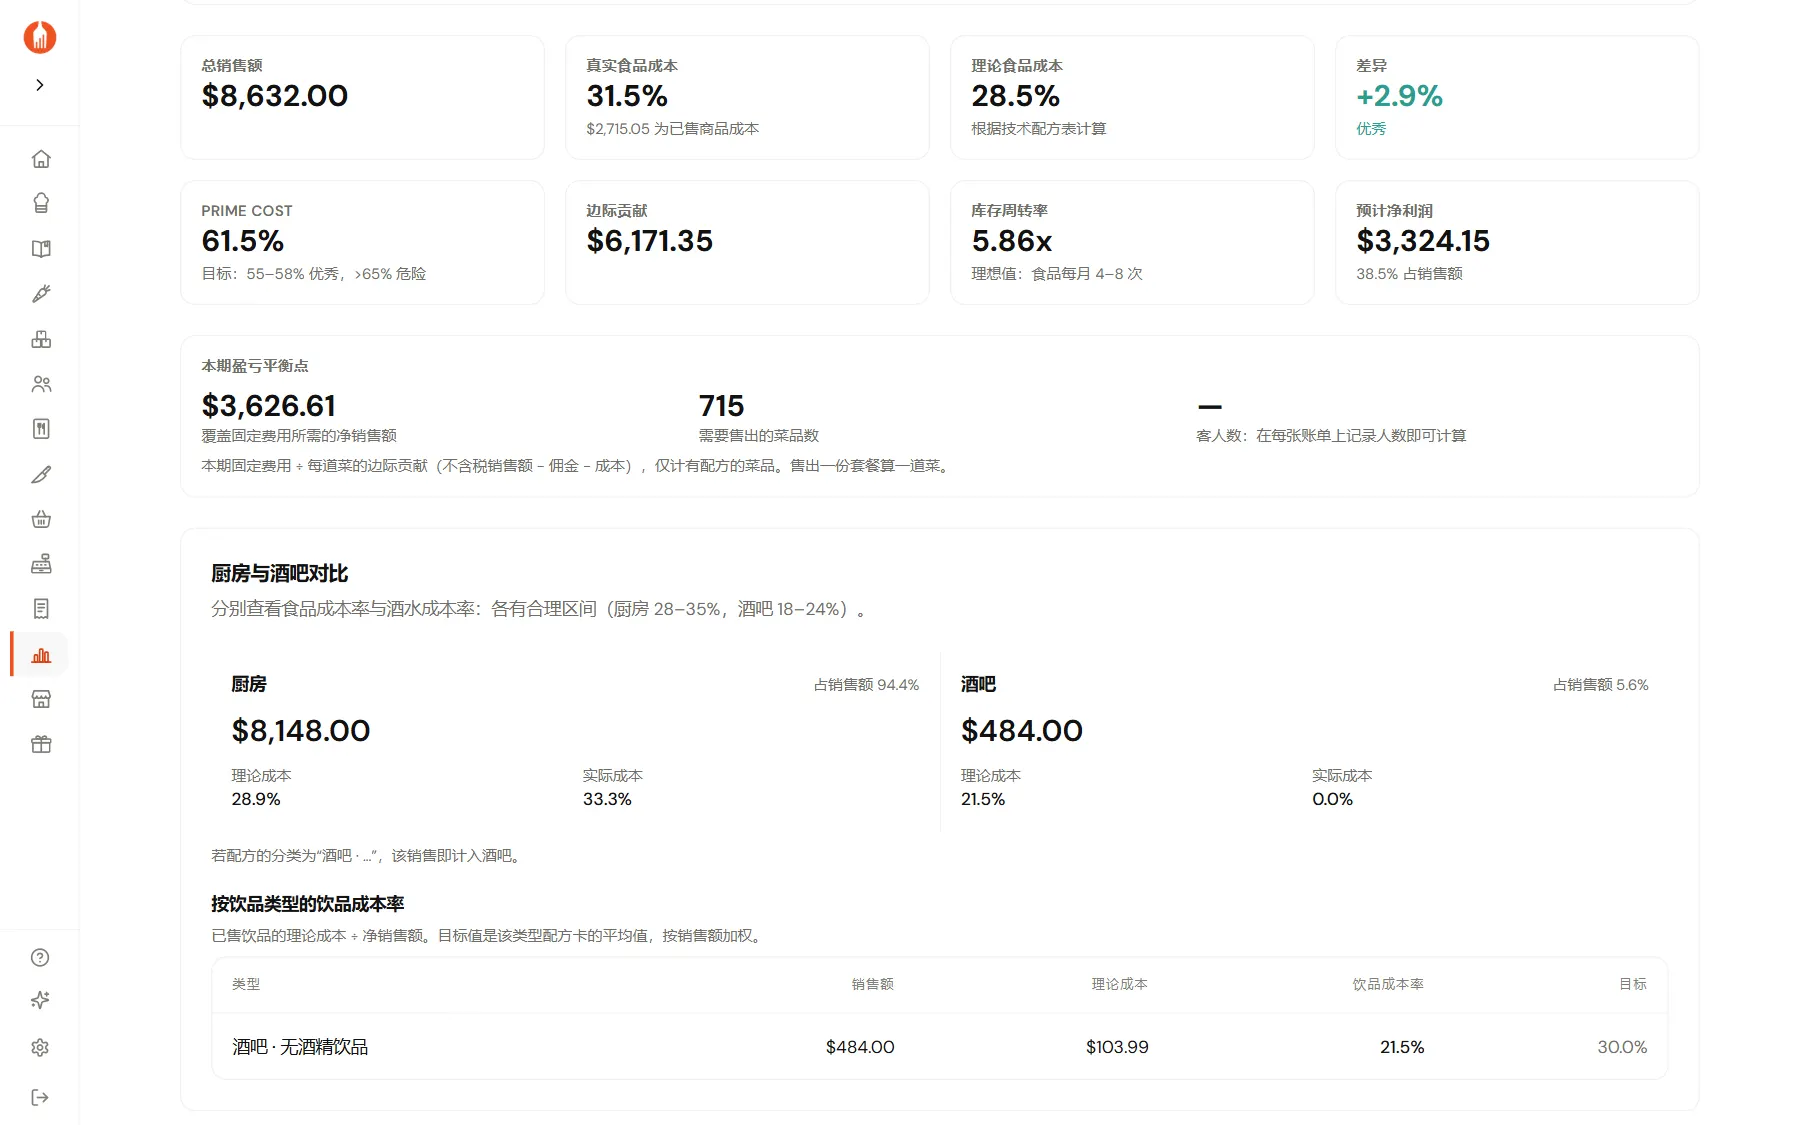 总销售额
$8,632.00
真实食品成本
31.5%
$2,715.05 为已售商品成本
理论食品成本
28.5%
根据技术配方表计算
差异
+2.9%
优秀
PRIME COST
61.5%
目标：55–58% 优秀，>65% 危险
边际贡献
$6,171.35
库存周转率
5.86x
理想值：食品每月 4–8 次
预计净利润
$3,324.15
38.5% 占销售额
本期盈亏平衡点
$3,626.61
覆盖固定费用所需的净销售额
715
需要售出的菜品数
—
客人数：在每张账单上记录人数即可计算
本期固定费用 ÷ 每道菜的边际贡献（不含税销售额 − 佣金 − 成本），仅计有配方的菜品。售出一份套餐算一道菜。
厨房与酒吧对比
分别查看食品成本率与酒水成本率：各有合理区间（厨房 28–35%，酒吧 18–24%）。
厨房
占销售额 94.4%
$8,148.00
理论成本
28.9%
实际成本
33.3%
酒吧
占销售额 5.6%
$484.00
理论成本
21.5%
实际成本
0.0%
若配方的分类为“酒吧 · …”，该销售即计入酒吧。
按饮品类型的饮品成本率
已售饮品的理论成本 ÷ 净销售额。目标值是该类型配方卡的平均值，按销售额加权。
类型 销售额 理论成本 饮品成本率 目标
酒吧 · 无酒精饮品 $484.00 $103.99 21.5% 30.0%